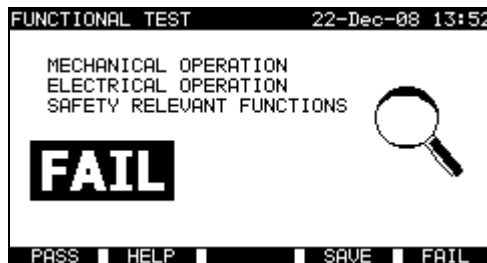 FUNCTIONAL TEST 22-Dec-08 13:52
MECHANICAL OPERATION
ELECTRICAL OPERATION
SAFETY RELEVANT FUNCTIONS
FAIL
PASS HELP SAVE FAIL